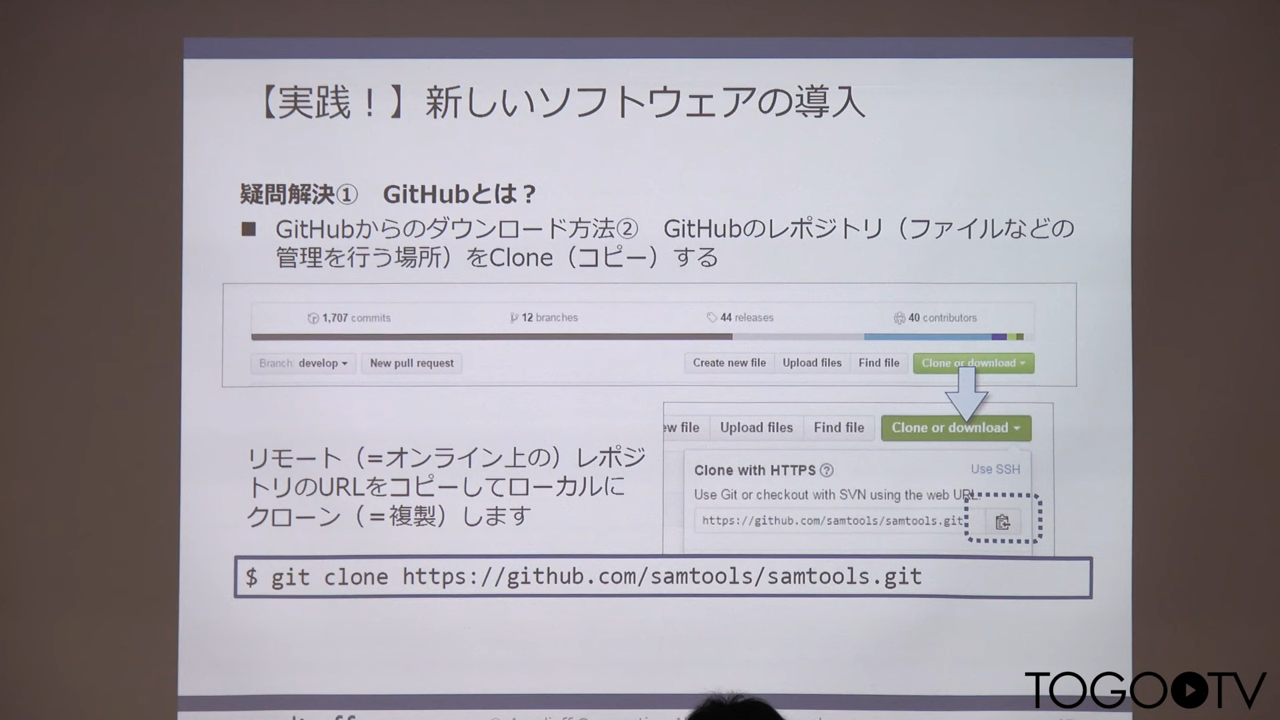 【実践！】新しいソフトウェアの導入
疑問解決① GitHubとは？
■ GitHubからのダウンロード方法② GitHubのレポジトリ（ファイルなどの
管理を行う場所）をClone（コピー）する
1,707 commits 12 branches 44 releases 40 contributors
Branch: develop New pull request Create new file Upload files Find file Clone or download
ew file Upload files Find file Clone or download
Clone with HTTPS Use SSH
Use Git or checkout with SVN using the web URL.
https://github.com/samtools/samtools.git
リモート（=オンライン上の）レポジ
トリのURLをコピーしてローカルに
クローン（＝複製）します
$ git clone https://github.com/samtools/samtools.git
TOGOTV